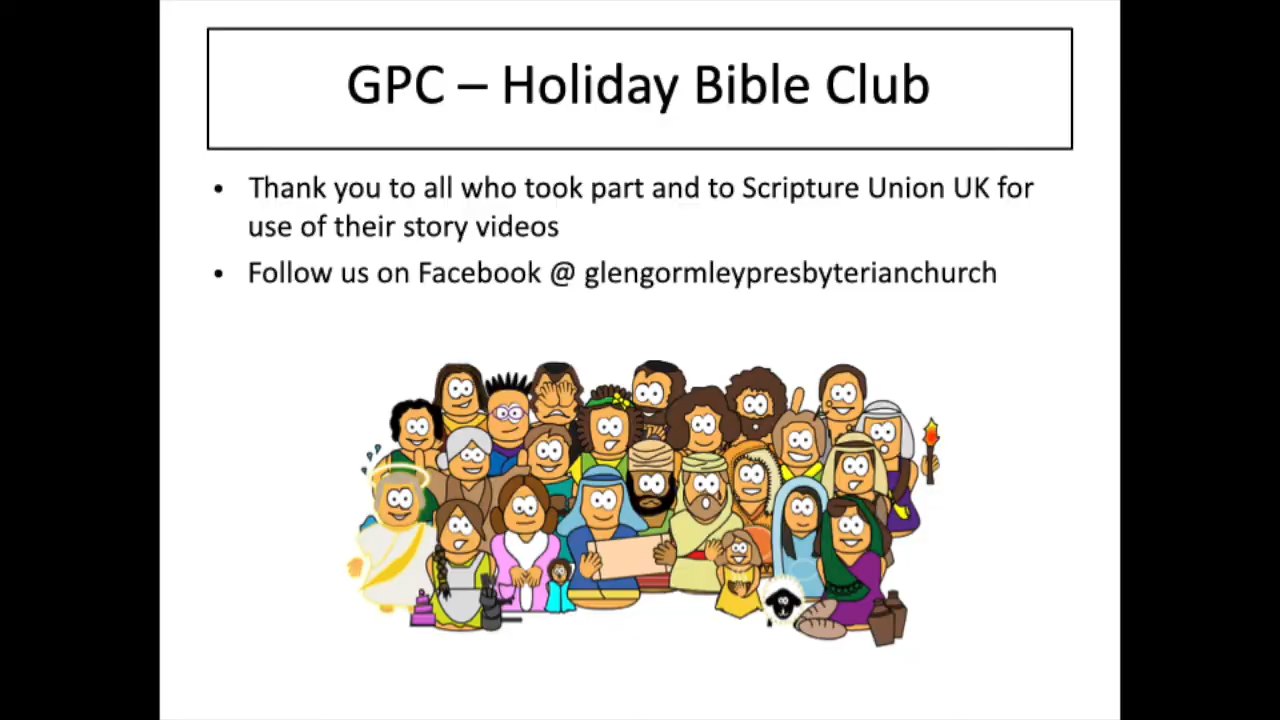 GPC – Holiday Bible Club
• Thank you to all who took part and to Scripture Union UK for
use of their story videos
• Follow us on Facebook @ glengormleypresbyterianchurch